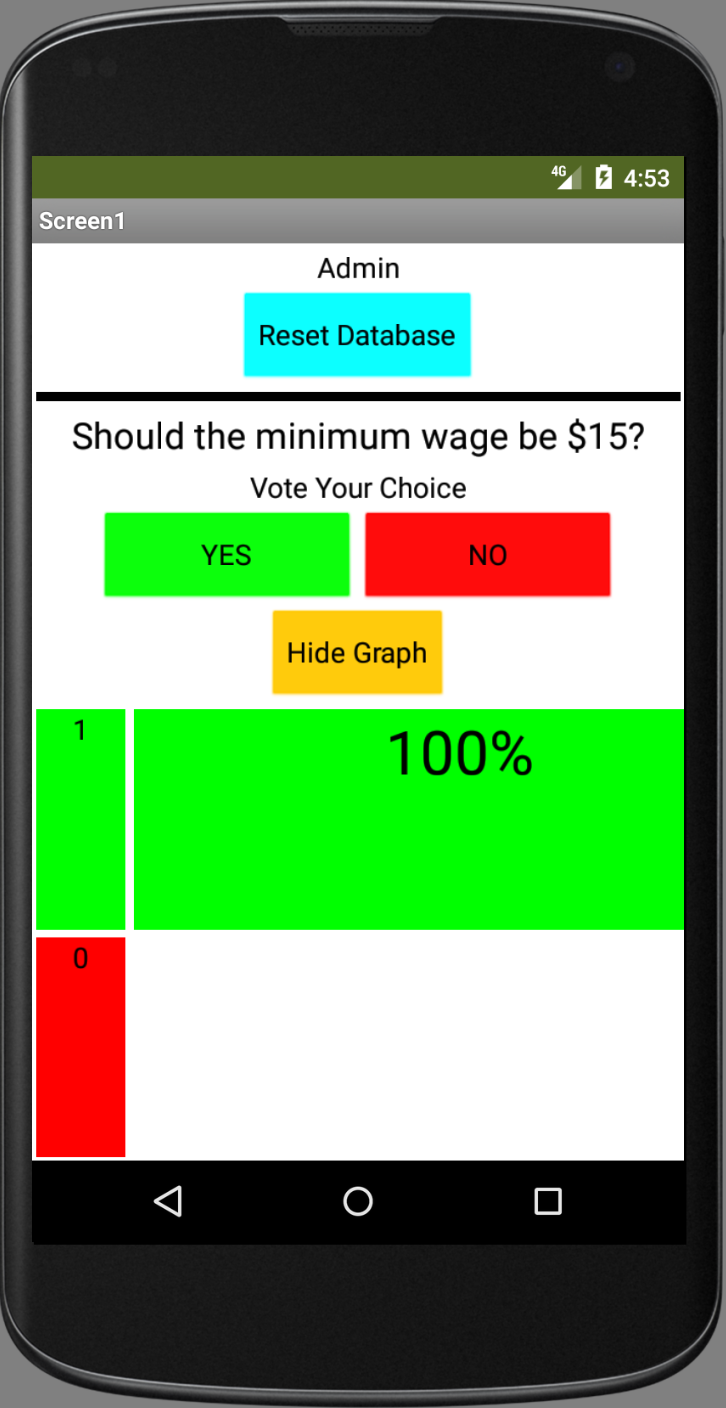 4G 4:53
Screen1
Admin
Reset Database
Should the minimum wage be $15?
Vote Your Choice
YES NO
Hide Graph
1 100%
0